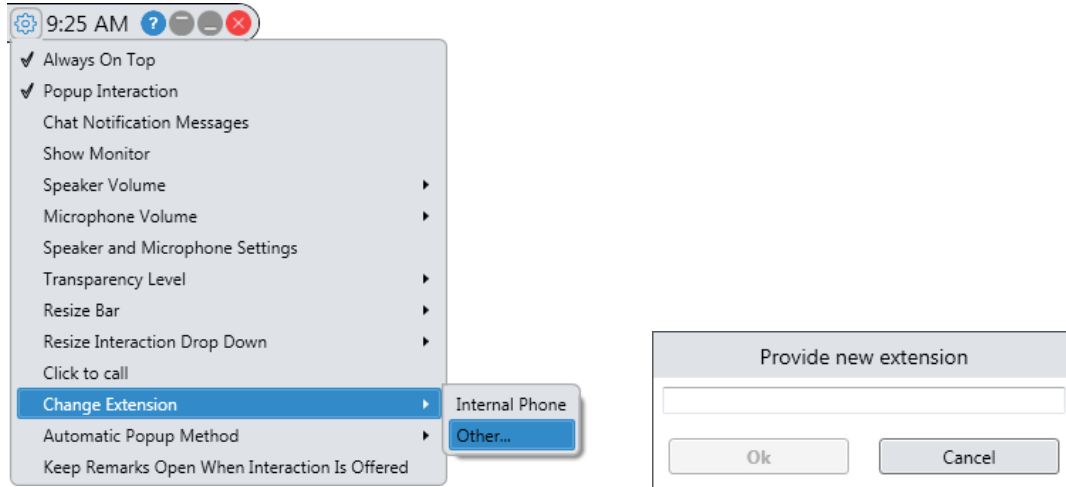 9:25 AM ?
Always On Top
Popup Interaction
Chat Notification Messages
Show Monitor
Speaker Volume
Microphone Volume
Speaker and Microphone Settings
Transparency Level
Resize Bar
Resize Interaction Drop Down
Click to call
Change Extension
Automatic Popup Method
Keep Remarks Open When Interaction Is Offered
Internal Phone
Other...
Provide new extension
Ok Cancel